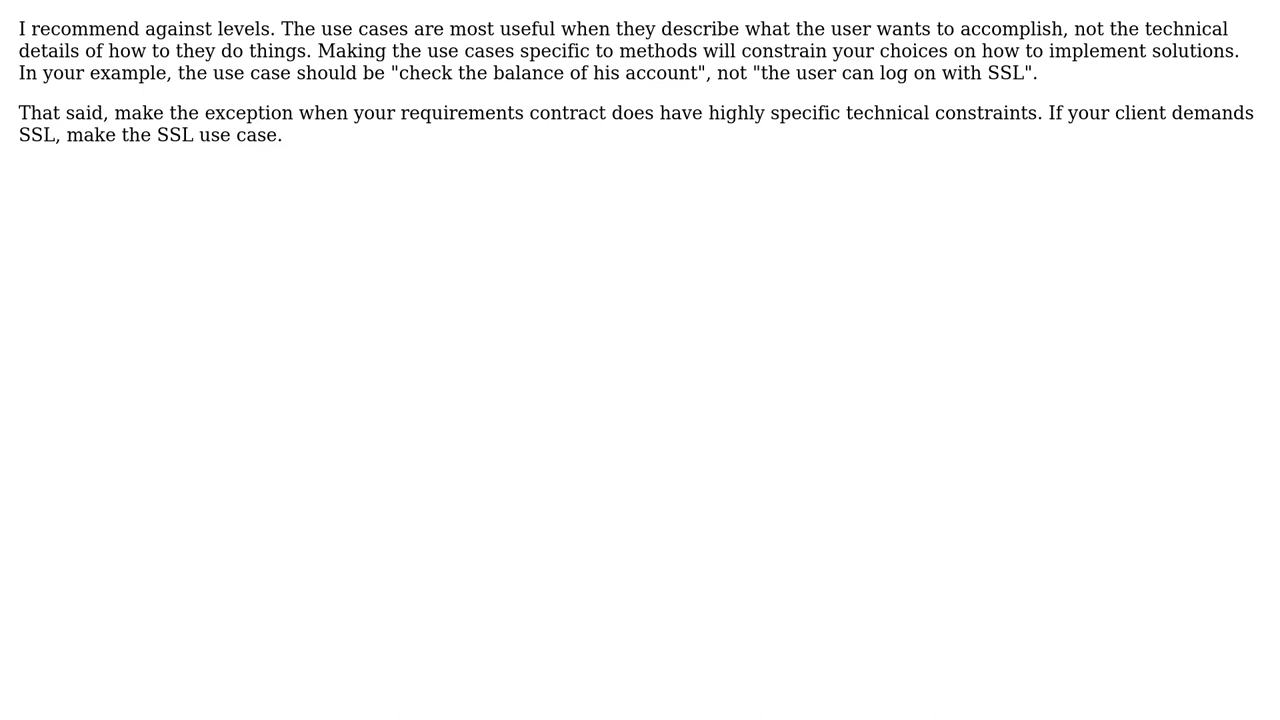 I recommend against levels. The use cases are most useful when they describe what the user wants to accomplish, not the technical
details of how to they do things. Making the use cases specific to methods will constrain your choices on how to implement solutions.
In your example, the use case should be "check the balance of his account", not "the user can log on with SSL".
That said, make the exception when your requirements contract does have highly specific technical constraints. If your client demands
SSL, make the SSL use case.